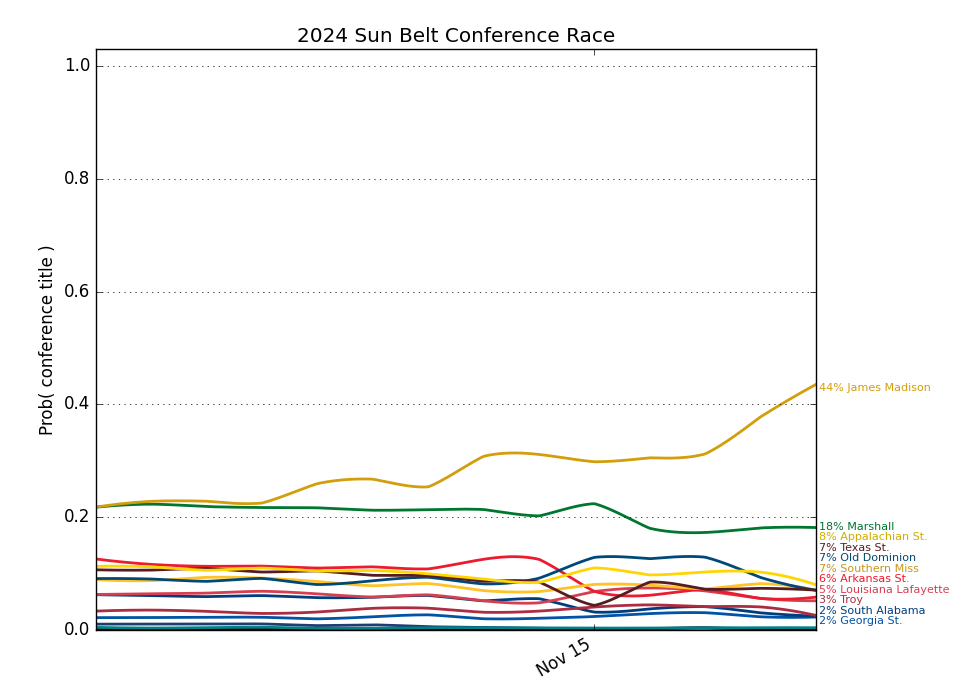 2024 Sun Belt Conference Race
Prob( conference title )
1.0
0.8
0.6
0.4
0.2
0.0
Nov 15
44% James Madison
18% Marshall
8% Appalachian St.
7% Texas St.
7% Old Dominion
7% Southern Miss
6% Arkansas St.
5% Louisiana Lafayette
3% Troy
2% South Alabama
2% Georgia St.